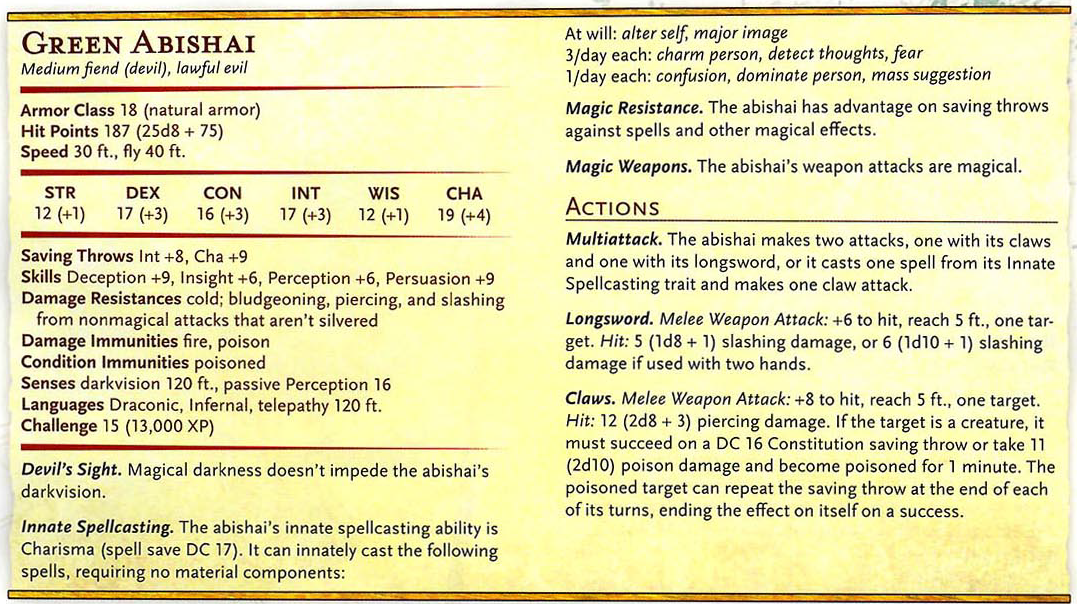 GREEN ABISHAI
Medium fiend (devil), lawful evil
Armor Class 18 (natural armor)
Hit Points 187 (25d8 + 75)
Speed 30 ft., fly 40 ft.
STR DEX CON INT WIS CHA
12 (+1) 17 (+3) 16 (+3) 17 (+3) 12 (+1) 19 (+4)
Saving Throws Int +8, Cha +9
Skills Deception +9, Insight +6, Perception +6, Persuasion +9
Damage Resistances cold; bludgeoning, piercing, and slashing
from nonmagical attacks that aren't silvered
Damage Immunities fire, poison
Condition Immunities poisoned
Senses darkvision 120 ft., passive Perception 16
Languages Draconic, Infernal, telepathy 120 ft.
Challenge 15 (13,000 XP)
Devil's Sight. Magical darkness doesn't impede the abishai's
darkvision.
Innate Spellcasting. The abishai's innate spellcasting ability is
Charisma (spell save DC 17). It can innately cast the following
spells, requiring no material components:
At will: alter self, major image
3/day each: charm person, detect thoughts, fear
1/day each: confusion, dominate person, mass suggestion
Magic Resistance. The abishai has advantage on saving throws
against spells and other magical effects.
Magic Weapons. The abishai's weapon attacks are magical.
ACTIONS
Multiattack. The abishai makes two attacks, one with its claws
and one with its longsword, or it casts one spell from its Innate
Spellcasting trait and makes one claw attack.
Longsword. Melee Weapon Attack: +6 to hit, reach 5 ft., one tar-
get. Hit: 5 (1d8 + 1) slashing damage, or 6 (1d10 + 1) slashing
damage if used with two hands.
Claws. Melee Weapon Attack: +8 to hit, reach 5 ft., one target.
Hit: 12 (2d8 + 3) piercing damage. If the target is a creature, it
must succeed on a DC 16 Constitution saving throw or take 11
(2d10) poison damage and become poisoned for 1 minute. The
poisoned target can repeat the saving throw at the end of each
of its turns, ending the effect on itself on a success.